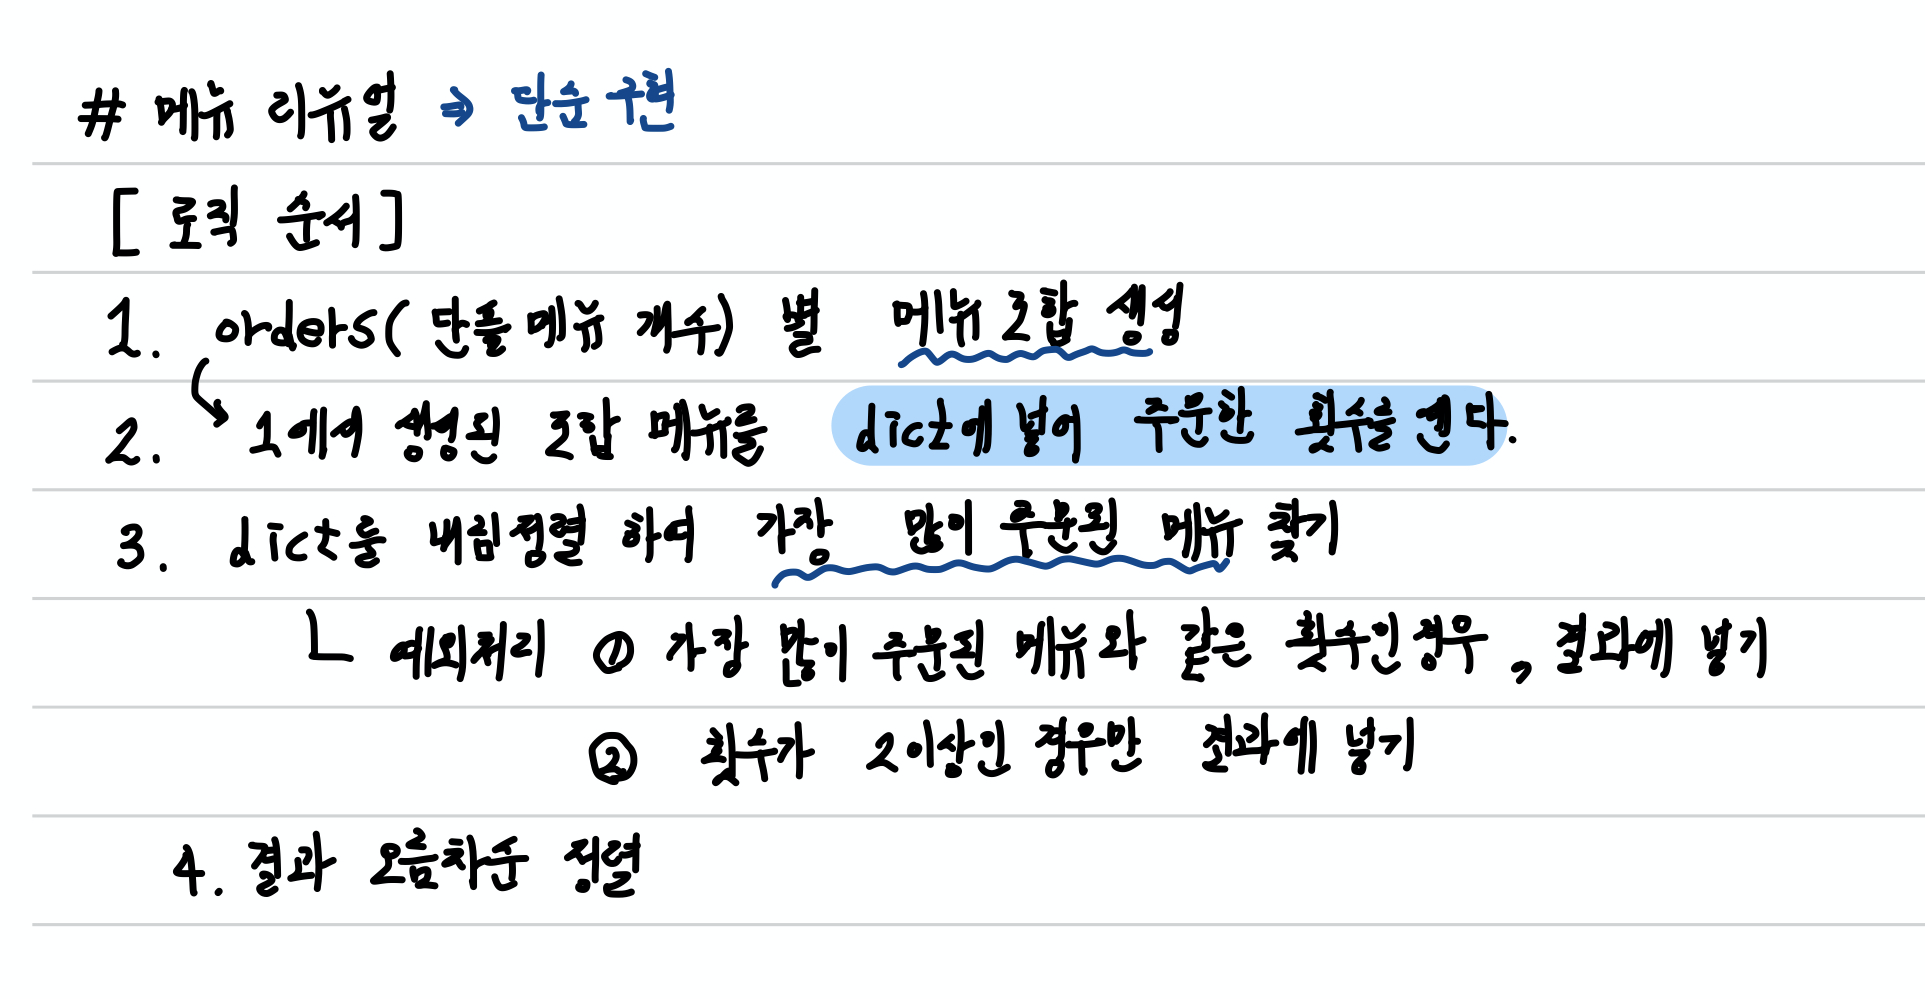 # 메뉴 리뉴얼 → 단순 구현
[ 로직 순서 ]
1. orders( 단품 메뉴 개수) 별 메뉴 조합 생성
2. 1에서 생성된 조합 메뉴를 dict에 넣어 주문한 횟수를 센다.
3. dict를 내림정렬 하여 가장 많이 주문된 메뉴 찾기
ㄴ 예외처리 ① 가장 많이 주문된 메뉴와 같은 횟수인경우, 결과에 넣기
② 횟수가 2이상인 경우만 결과에 넣기
4. 결과 오름차순 정렬